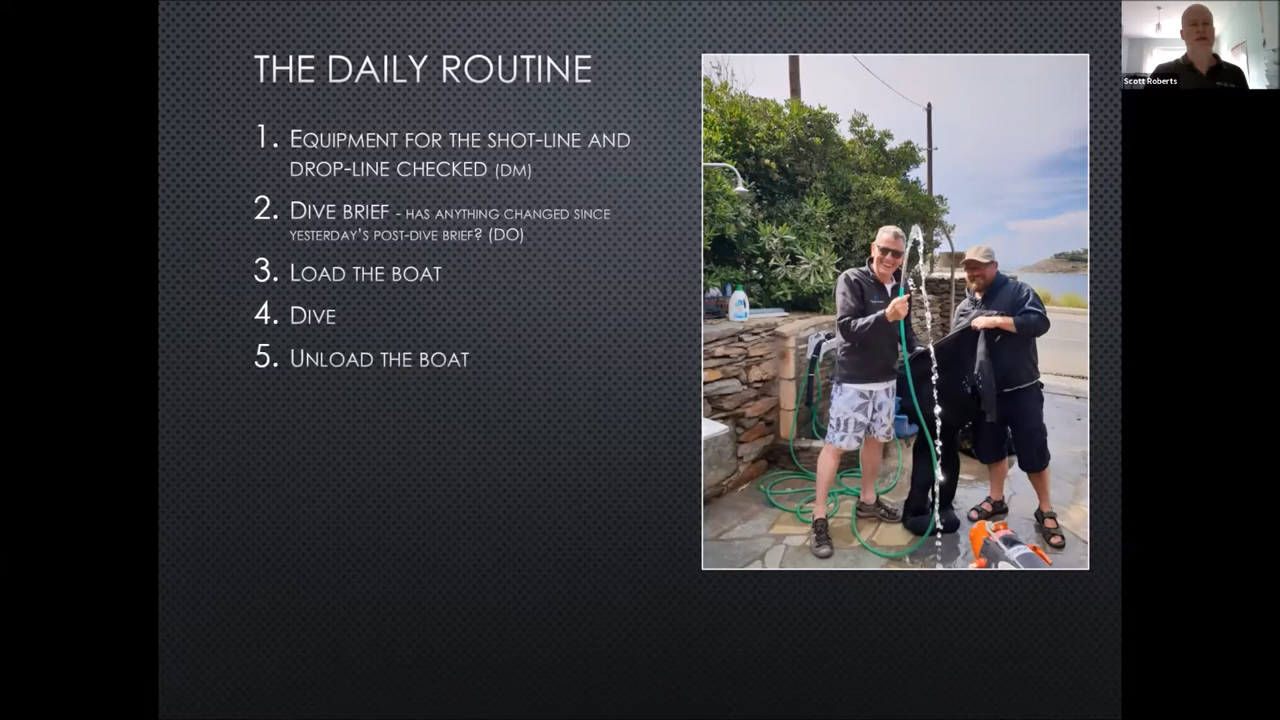 THE DAILY ROUTINE
1. EQUIPMENT FOR THE SHOT-LINE AND
DROP-LINE CHECKED (DM)
2. DIVE BRIEF - HAS ANYTHING CHANGED SINCE
YESTERDAY'S POST-DIVE BRIEF? (DO)
3. LOAD THE BOAT
4. DIVE
5. UNLOAD THE BOAT
Scott Roberts